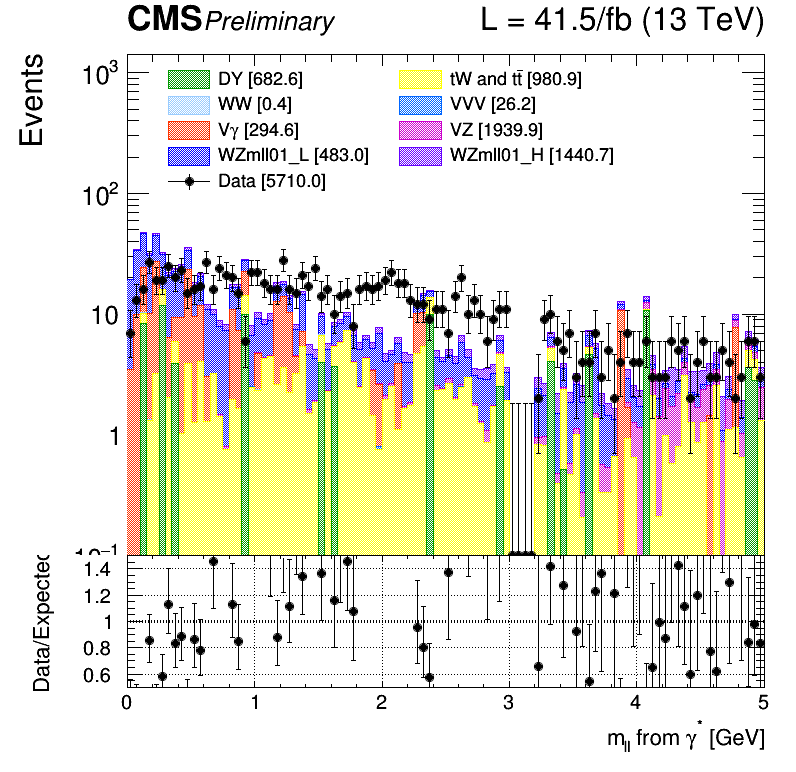 CMS Preliminary L = 41.5/fb (13 TeV)
Events
10³
10²
10
1
10⁻¹
DY [682.6] tW and tt̄ [980.9]
WW [0.4] VVV [26.2]
Vγ [294.6] VZ [1939.9]
WZmll01_L [483.0] WZmll01_H [1440.7]
Data [5710.0]
Data/Expected
1.4
1.2
1
0.8
0.6
0 1 2 3 4 5
m_ll from γ* [GeV]